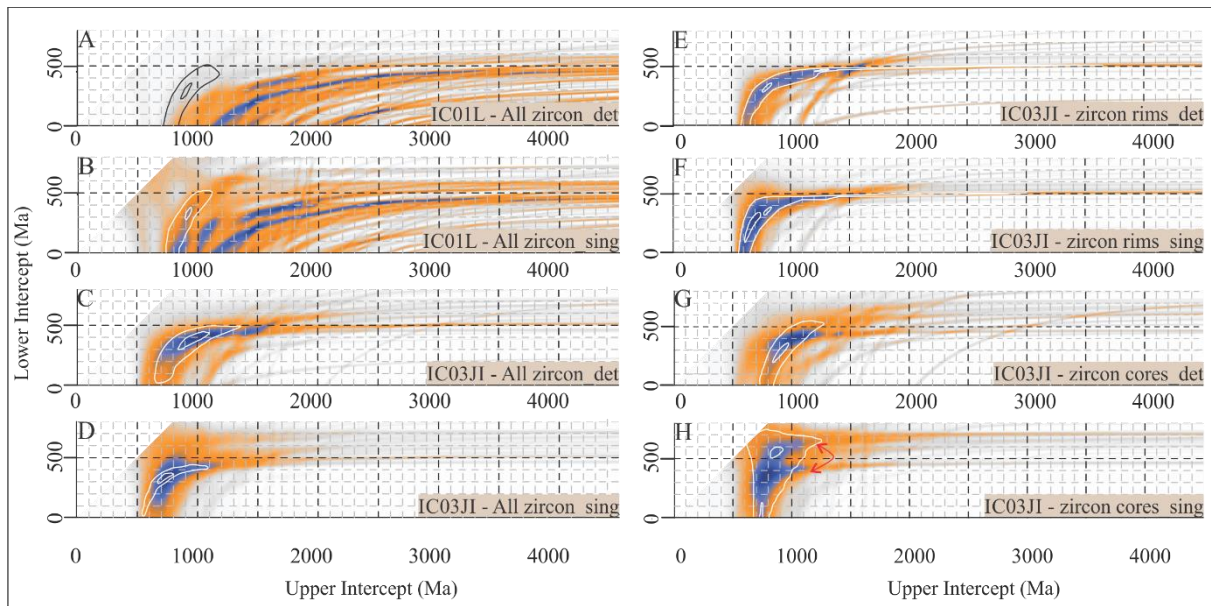 A
500
0
IC01L - All zircon_det
B
500
0
IC01L - All zircon_sing
C
500
0
IC03JI - All zircon_det
D
500
0
IC03JI - All zircon_sing
0 1000 2000 3000 4000
Upper Intercept (Ma)
Lower Intercept (Ma)
E
500
0
IC03JI - zircon rims_det
0 1000 2000 3000 4000
F
500
0
IC03JI - zircon rims_sing
0 1000 2000 3000 4000
G
500
0
IC03JI - zircon cores_det
0 1000 2000 3000 4000
H
500
0
IC03JI - zircon cores_sing
0 1000 2000 3000 4000
Upper Intercept (Ma)
0 1000 2000 3000 4000
0 1000 2000 3000 4000
0 1000 2000 3000 4000